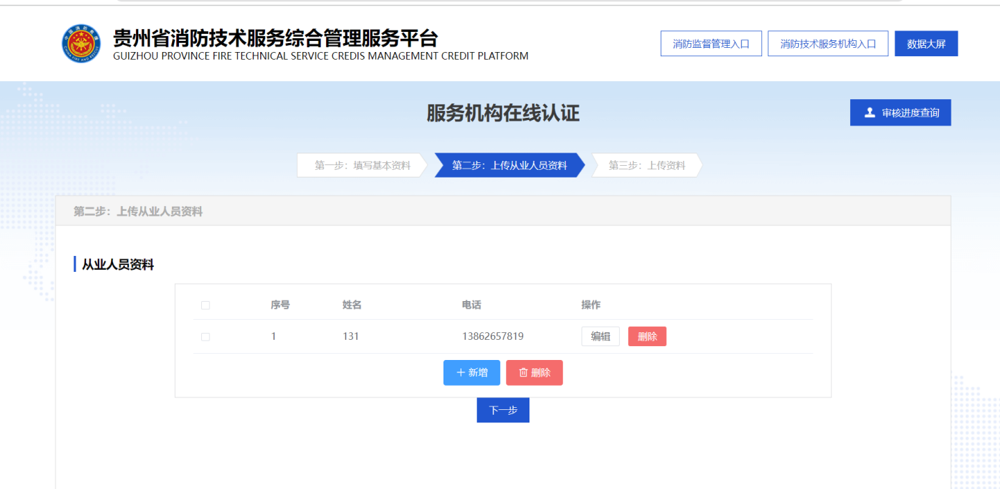 贵州省消防技术服务综合管理服务平台
GUIZHOU PROVINCE FIRE TECHNICAL SERVICE CREDIS MANAGEMENT CREDIT PLATFORM
消防监督管理入口 消防技术服务机构入口 数据大屏
服务机构在线认证
审核进度查询
第一步：填写基本资料 第二步：上传从业人员资料 第三步：上传资料
第二步：上传从业人员资料
从业人员资料
序号 姓名 电话 操作
1 131 13862657819 编辑 删除
新增 删除
下一步